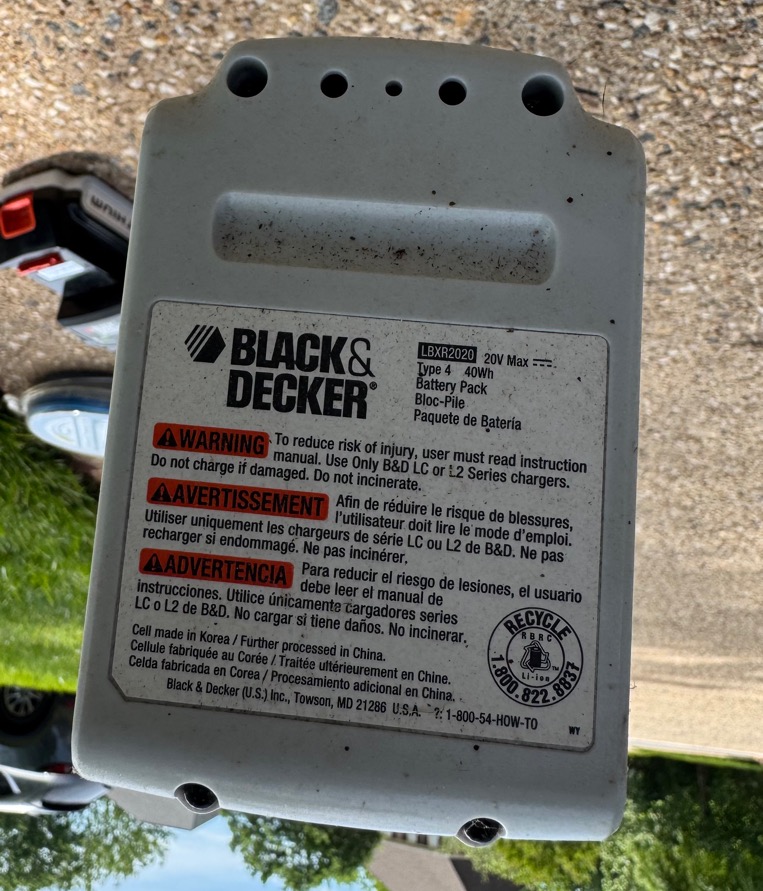 BLACK&
DECKER®
LBXR2020 20V Max
Type 4 40Wh
Battery Pack
Bloc-Pile
Paquete de Batería
WARNING To reduce risk of injury, user must read instruction
manual. Use Only B&D LC or L2 Series chargers.
Do not charge if damaged. Do not incinerate.
AVERTISSEMENT Afin de réduire le risque de blessures,
l'utilisateur doit lire le mode d'emploi.
Utiliser uniquement les chargeurs de série LC ou L2 de B&D. Ne pas
recharger si endommagé. Ne pas incinérer.
ADVERTENCIA Para reducir el riesgo de lesiones, el usuario
debe leer el manual de
instrucciones. Utilice únicamente cargadores series
LC o L2 de B&D. No cargar si tiene daños. No incinerar.
Cell made in Korea / Further processed in China.
Cellule fabriquée au Corée / Traitée ultérieurement en Chine.
Celda fabricada en Corea / Procesamiento adicional en China.
Black & Decker (U.S.) Inc., Towson, MD 21286 U.S.A. ?: 1-800-54-HOW-TO
RECYCLE
RBRC
Li-ion
1.800.822.8837
WY